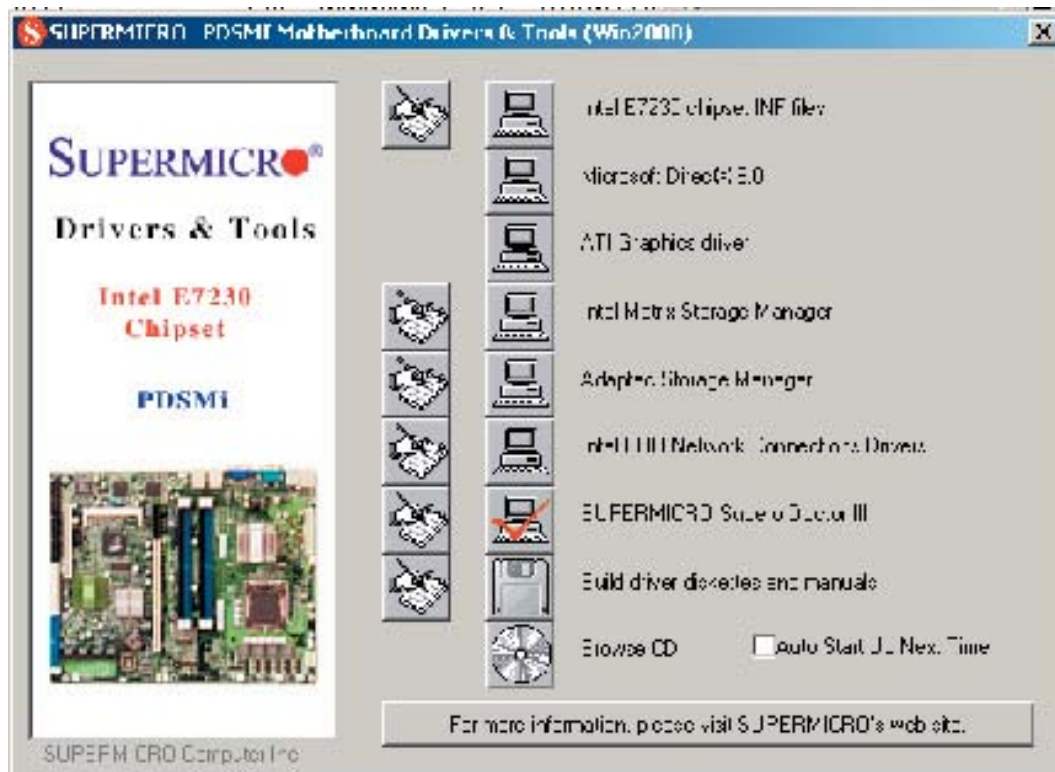 SUPERMICRO PDSMi Motherboard Drivers & Tools (Win2000)
SUPERMICRO®
Drivers & Tools
Intel E7230
Chipset
PDSMi
Intel E7230 chipset INF files
Microsoft DirectX 9.0
ATI Graphics driver
Intel Matrix Storage Manager
Adaptec Storage Manager
Intel Network Connections Drivers
SUPERMICRO Supero Doctor III
Build driver diskettes and manuals
Browse CD
Auto Start Up Next Time
For more information, please visit SUPERMICRO's web site.
SUPERMICRO Computer Inc